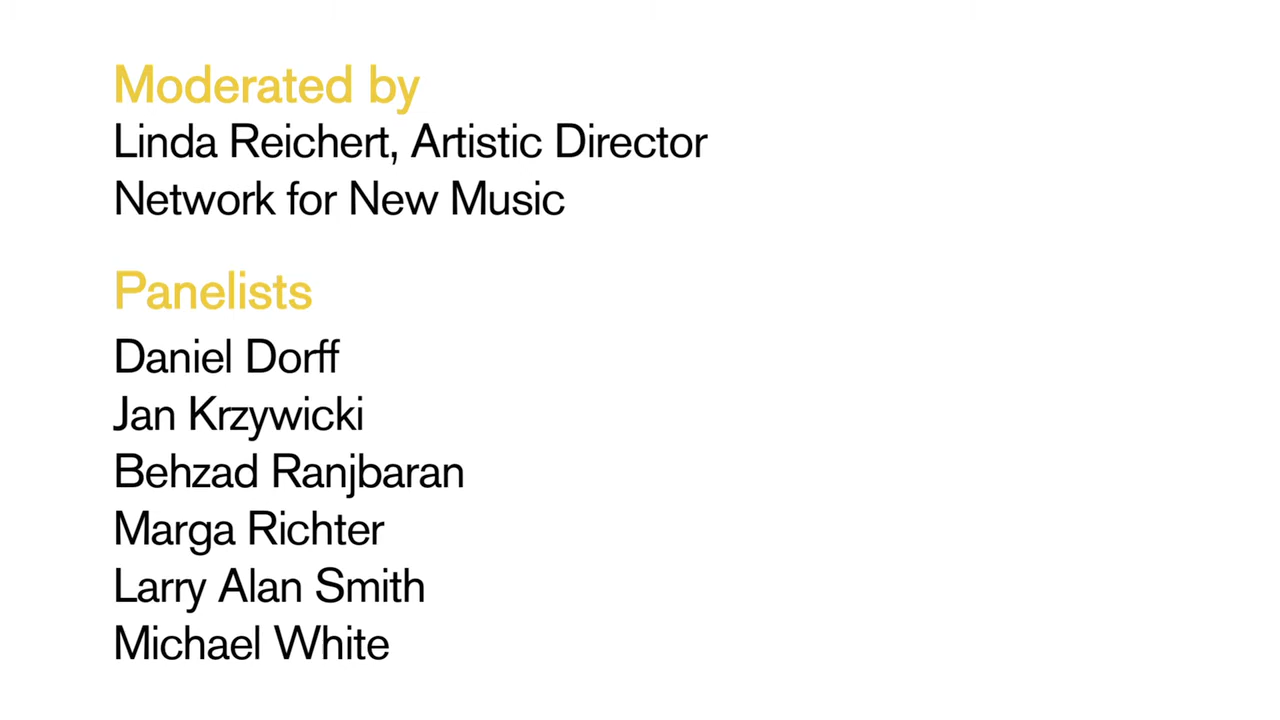 Moderated by
Linda Reichert, Artistic Director
Network for New Music
Panelists
Daniel Dorff
Jan Krzywicki
Behzad Ranjbaran
Marga Richter
Larry Alan Smith
Michael White